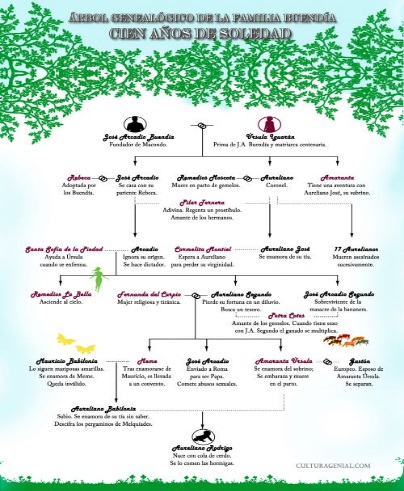 ÁRBOL GENEALÓGICO DE LA FAMILIA BUENDÍA
CIEN AÑOS DE SOLEDAD
José Arcadio Buendía
Fundador de Macondo.
Úrsula Iguarán
Prima de J.A. Buendía y matriarca centenaria.
Rebeca
Adoptada por
los Buendía.
José Arcadio
Se casa con su
pariente Rebeca.
Remedios Moscote
Muere en parto de gemelos.
Aureliano
Coronel.
Amaranta
Tiene una aventura con
Aureliano José, su sobrino.
Pilar Ternera
Adivina. Regenta un prostíbulo.
Amante de los hermanos.
Santa Sofía de la Piedad
Ayuda a Úrsula
cuando se enferma.
Arcadio
Ignora su origen.
Se hace dictador.
Carmelita Montiel
Espera a Aureliano
para perder su virginidad.
Aureliano José
Se enamora de su tía.
17 Aurelianos
Mueren asesinados
sucesivamente.
Remedios La Bella
Asciende al cielo.
Fernanda del Carpio
Mujer religiosa y tiránica.
Aureliano Segundo
Pierde su fortuna en un diluvio.
Busca un tesoro.
José Arcadio Segundo
Sobreviviente de la
masacre de la bananera.
Petra Cotes
Amante de los gemelos. Cuando tiene sexo
con J.A. Segundo el ganado se multiplica.
Mauricio Babilonia
Lo siguen mariposas amarillas.
Se enamora de Meme.
Queda inválido.
Meme
Tras enamorarse de
Mauricio, es llevada
a un convento.
José Arcadio
Enviado a Roma
para ser Papa.
Comete abusos sexuales.
Amaranta Úrsula
Se enamora del sobrino;
Se embaraza y muere
en el parto.
Gastón
Europeo. Esposo de
Amaranta Úrsula.
Se separan.
Aureliano Babilonia
Sabio. Se enamora de su tía sin saber.
Descifra los pergaminos de Melquíades.
Aureliano Rodrigo
Nace con cola de cerdo.
Se lo comen las hormigas.
CULTURAGENIAL.COM